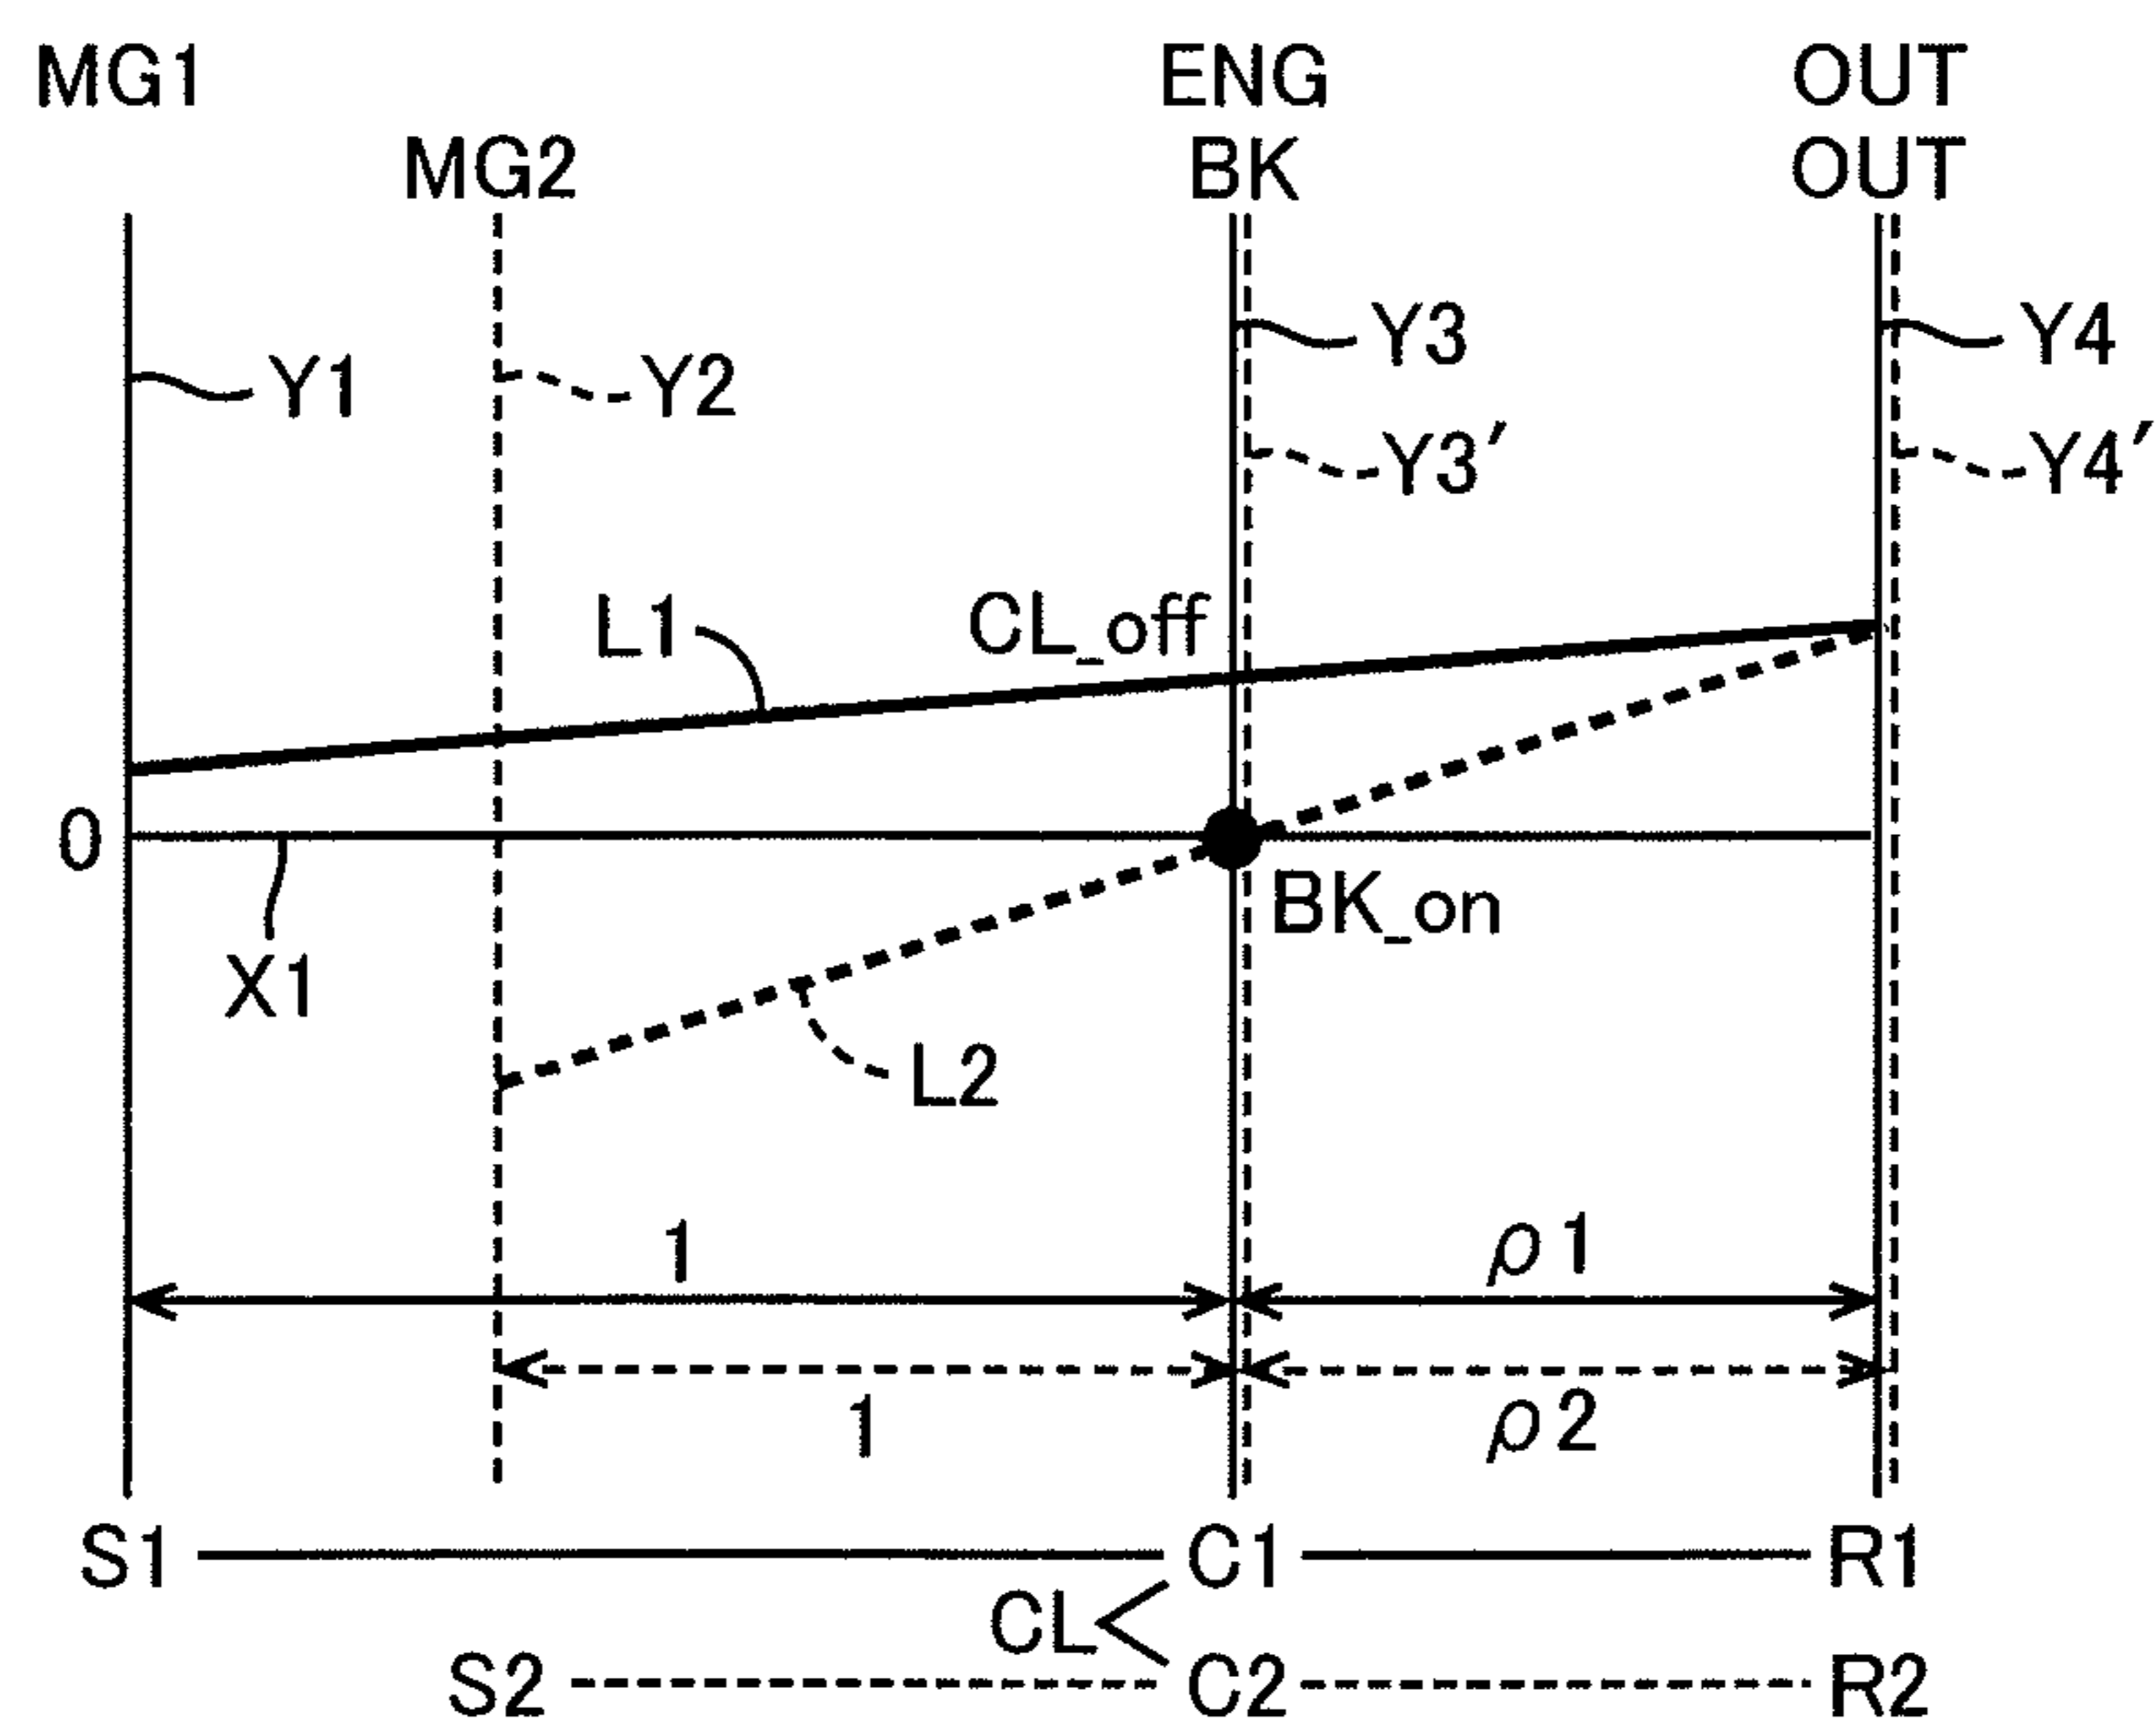 MG1 ENG OUT
MG2 BK OUT
Y3 Y4
Y1 Y2
Y3′ Y4′
L1 CL_off
0
BK_on
X1
L2
1 ρ1
1 ρ2
S1 C1 R1
CL
S2 C2 R2